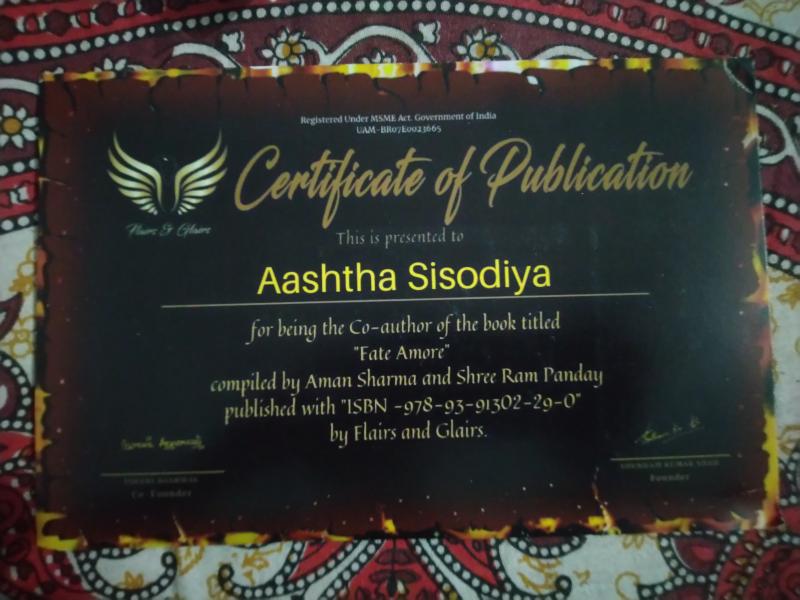 Registered Under MSME Act. Government of India
UAM-BR07E0023665
Certificate of Publication
Flairs & Glairs
This is presented to
Aashtha Sisodiya
for being the Co-author of the book titled
"Fate Amore"
compiled by Aman Sharma and Shree Ram Panday
published with "ISBN -978-93-91302-29-0"
by Flairs and Glairs.
Co-Founder
Founder